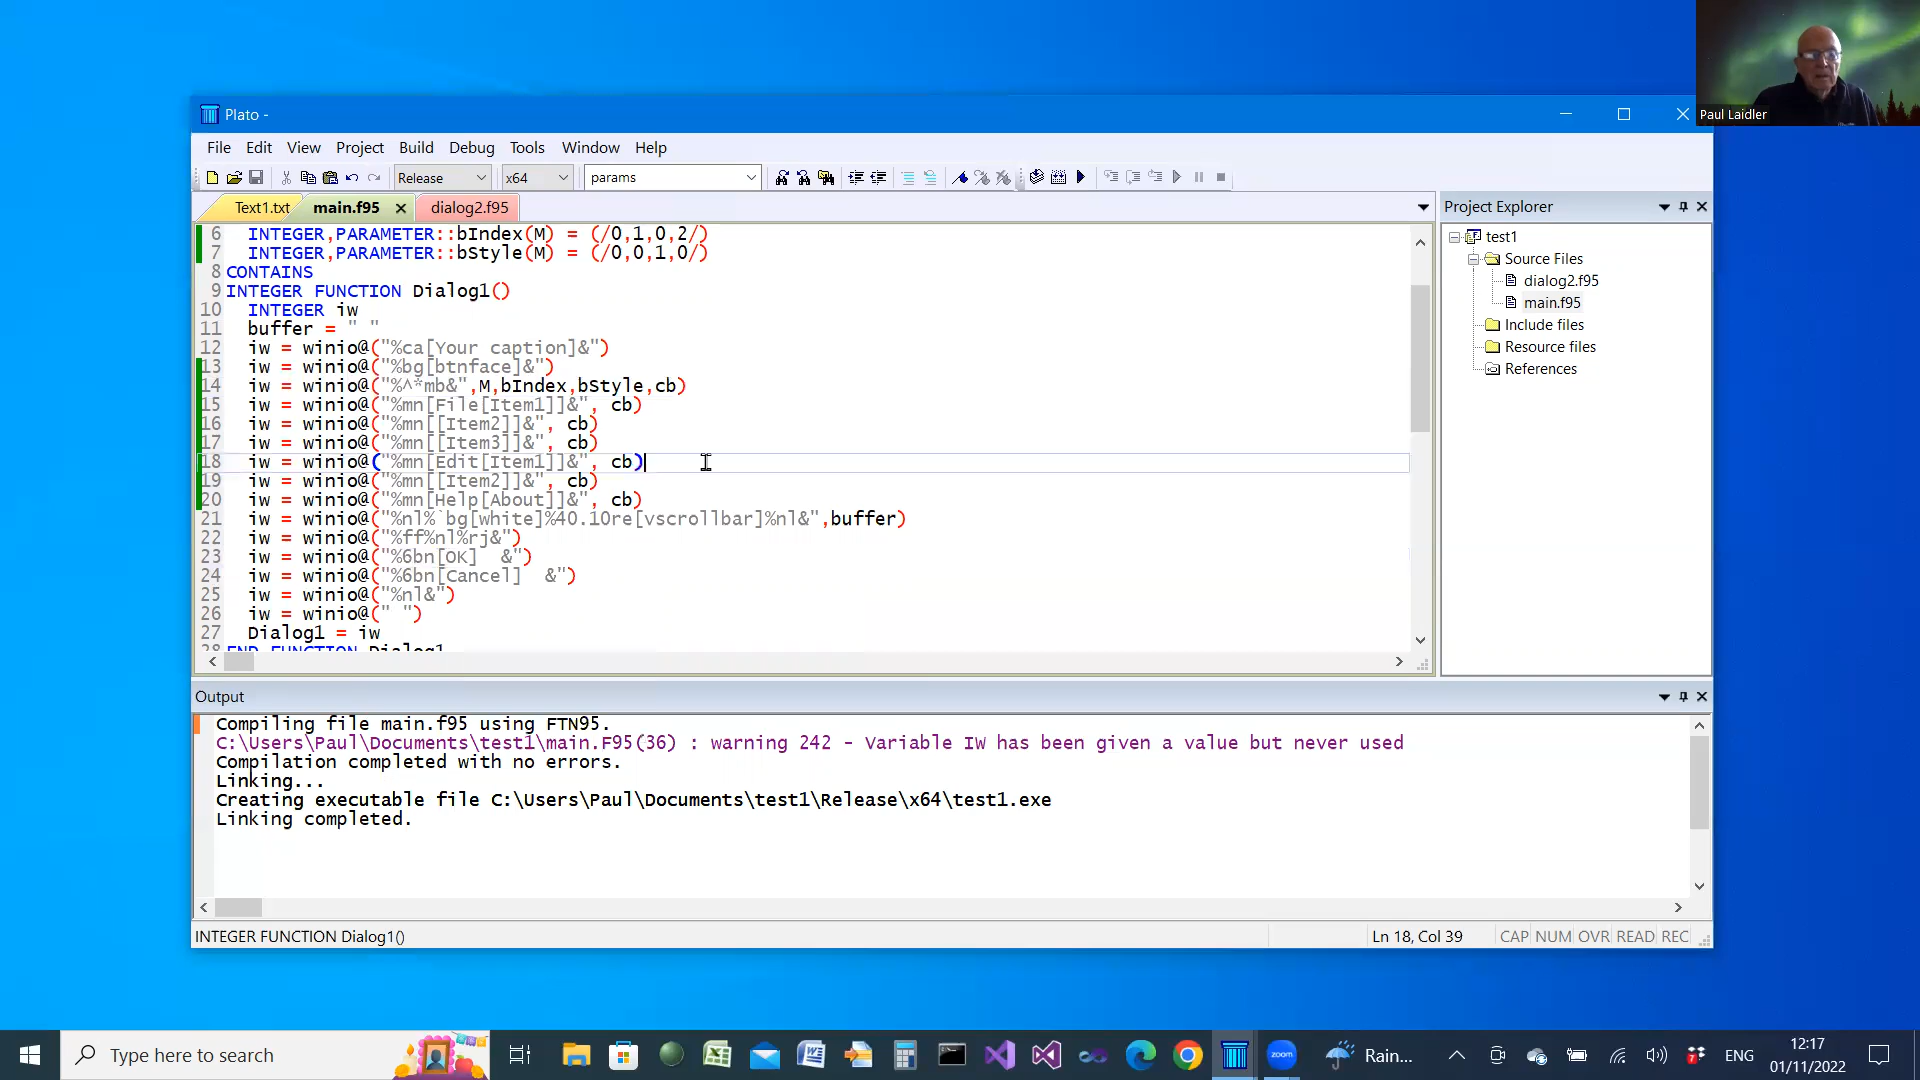 Paul Laidler
Plato -
File Edit View Project Build Debug Tools Windows Help
Release x64 params
Text1.txt main.f95 dialog2.f95
6 INTEGER,PARAMETER::bIndex(M) = (/0,1,0,2/)
7 INTEGER,PARAMETER::bStyle(M) = (/0,0,1,0/)
8 CONTAINS
9 INTEGER FUNCTION Dialog1()
10 INTEGER iw
11 buffer = " "
12 iw = winio@("%ca[Your caption]&")
13 iw = winio@("%bg[btnface]&")
14 iw = winio@("%^*mb&",M,bIndex,bStyle,cb)
15 iw = winio@("%mn[File[Item1]]&", cb)
16 iw = winio@("%mn[[Item2]]&", cb)
17 iw = winio@("%mn[[Item3]]&", cb)
18 iw = winio@("%mn[Edit[Item1]]&", cb)
19 iw = winio@("%mn[[Item2]]&", cb)
20 iw = winio@("%mn[Help[About]]&", cb)
21 iw = winio@("%nl%`bg[white]%40.10re[vscrollbar]%nl&",buffer)
22 iw = winio@("%ff%nl%rj&")
23 iw = winio@("%6bn[OK]  &")
24 iw = winio@("%6bn[Cancel]  &")
25 iw = winio@("%nl&")
26 iw = winio@(" ")
27 Dialog1 = iw
28 END FUNCTION Dialog1
Project Explorer
test1
Source Files
dialog2.f95
main.f95
Include files
Resource files
References
Output
Compiling file main.f95 using FTN95.
C:\Users\Paul\Documents\test1\main.F95(36) : warning 242 - Variable IW has been given a value but never used
Compilation completed with no errors.
Linking...
Creating executable file C:\Users\Paul\Documents\test1\Release\x64\test1.exe
Linking completed.
INTEGER FUNCTION Dialog1() Ln 18, Col 39 CAP NUM OVR READ REC
Type here to search zoom Rain... 7 ENG 12:17
01/11/2022